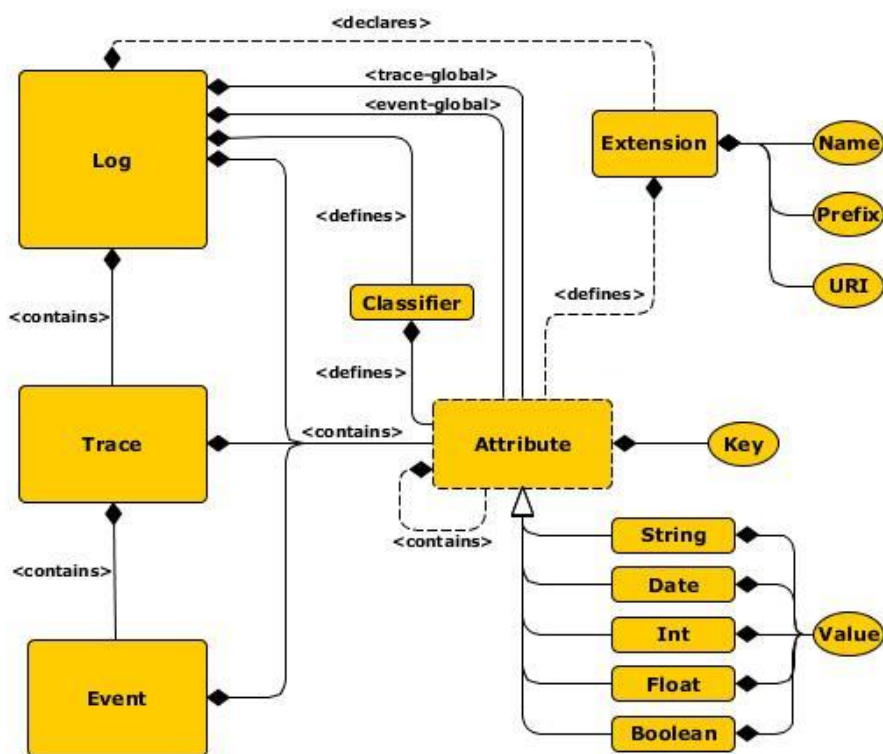 <declares>
<trace-global>
<event-global>
Log
Extension
Name
Prefix
URI
<defines>
<defines>
Classifier
<contains>
<defines>
Trace
<contains>
Attribute
Key
<contains>
<contains>
String
Date
Int
Float
Boolean
Value
Event